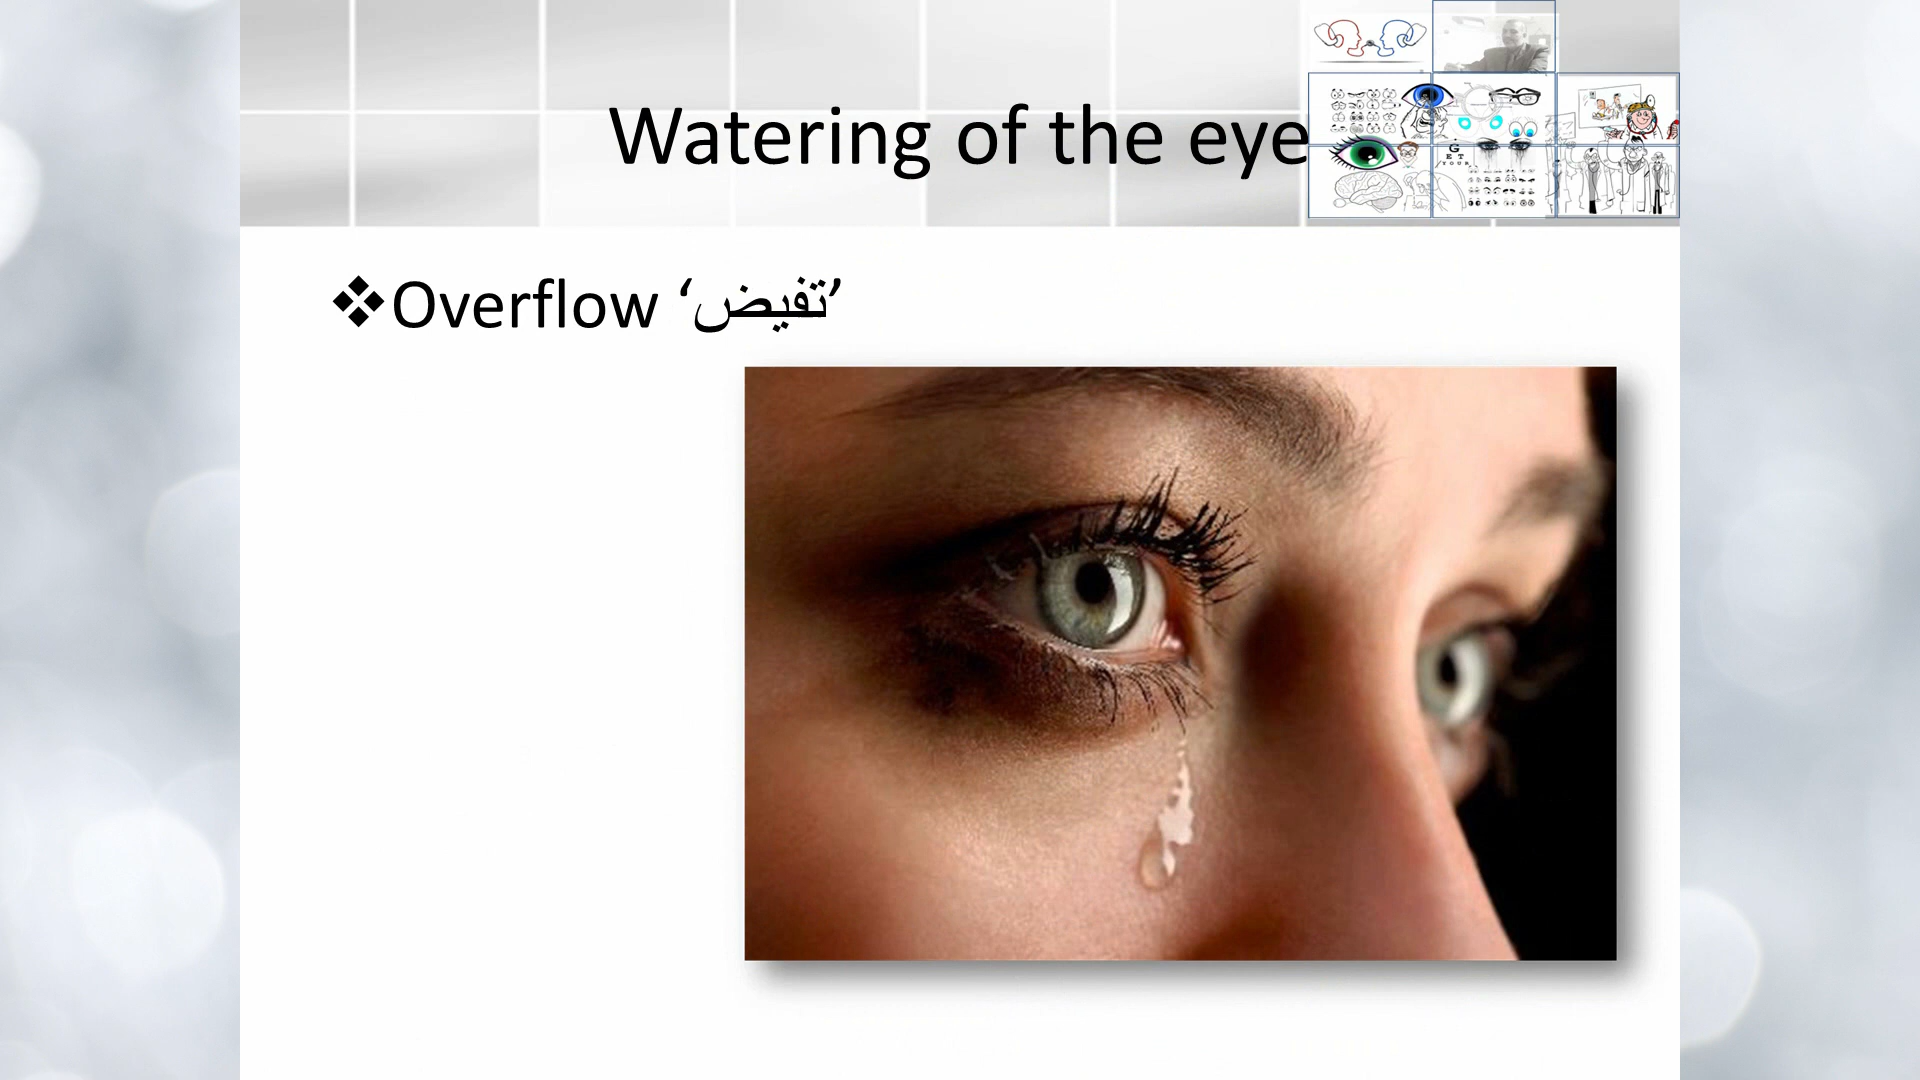 Watering of the eye
G
E T
Y O U R
❖Overflow ‘تفيض’